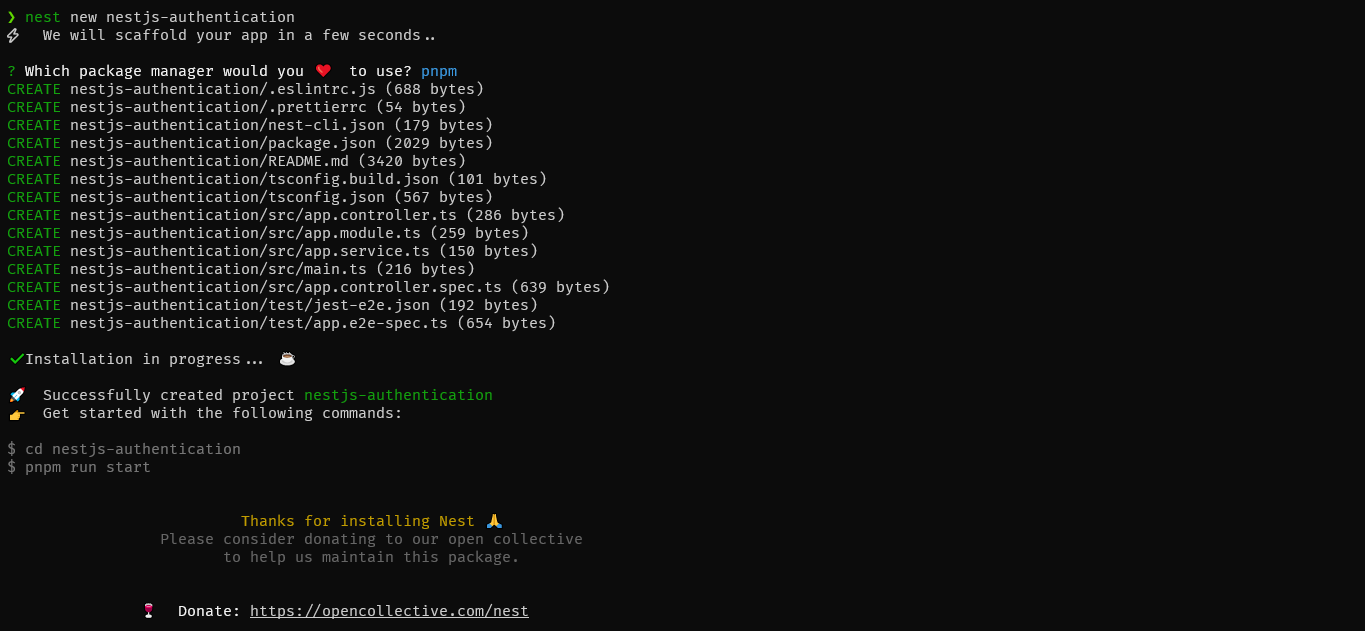 ❯ nest new nestjs-authentication
⚡ We will scaffold your app in a few seconds..
? Which package manager would you ❤️ to use? pnpm
CREATE nestjs-authentication/.eslintrc.js (688 bytes)
CREATE nestjs-authentication/.prettierrc (54 bytes)
CREATE nestjs-authentication/nest-cli.json (179 bytes)
CREATE nestjs-authentication/package.json (2029 bytes)
CREATE nestjs-authentication/README.md (3420 bytes)
CREATE nestjs-authentication/tsconfig.build.json (101 bytes)
CREATE nestjs-authentication/tsconfig.json (567 bytes)
CREATE nestjs-authentication/src/app.controller.ts (286 bytes)
CREATE nestjs-authentication/src/app.module.ts (259 bytes)
CREATE nestjs-authentication/src/app.service.ts (150 bytes)
CREATE nestjs-authentication/src/main.ts (216 bytes)
CREATE nestjs-authentication/src/app.controller.spec.ts (639 bytes)
CREATE nestjs-authentication/test/jest-e2e.json (192 bytes)
CREATE nestjs-authentication/test/app.e2e-spec.ts (654 bytes)
✔Installation in progress... ☕
🚀 Successfully created project nestjs-authentication
👉 Get started with the following commands:
$ cd nestjs-authentication
$ pnpm run start
Thanks for installing Nest 🙏
Please consider donating to our open collective
to help us maintain this package.
🍷 Donate: https://opencollective.com/nest